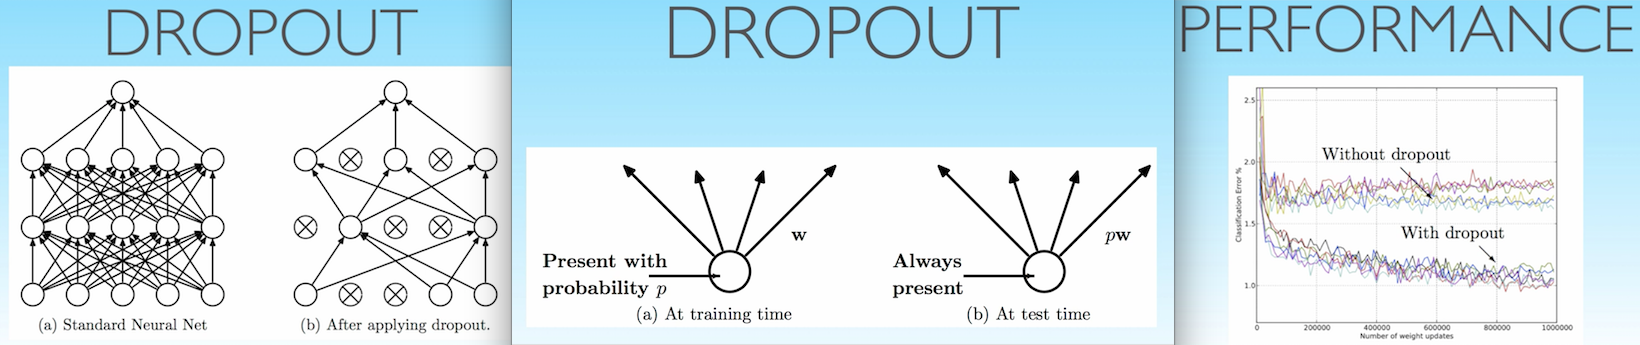 DROPOUT
(a) Standard Neural Net
(b) After applying dropout.
DROPOUT
w
Present with
probability p
(a) At training time
pw
Always
present
(b) At test time
PERFORMANCE
2.5
2.0
1.5
1.0
Classification Error %
Without dropout
With dropout
0
200000
400000
600000
800000
1000000
Number of weight updates